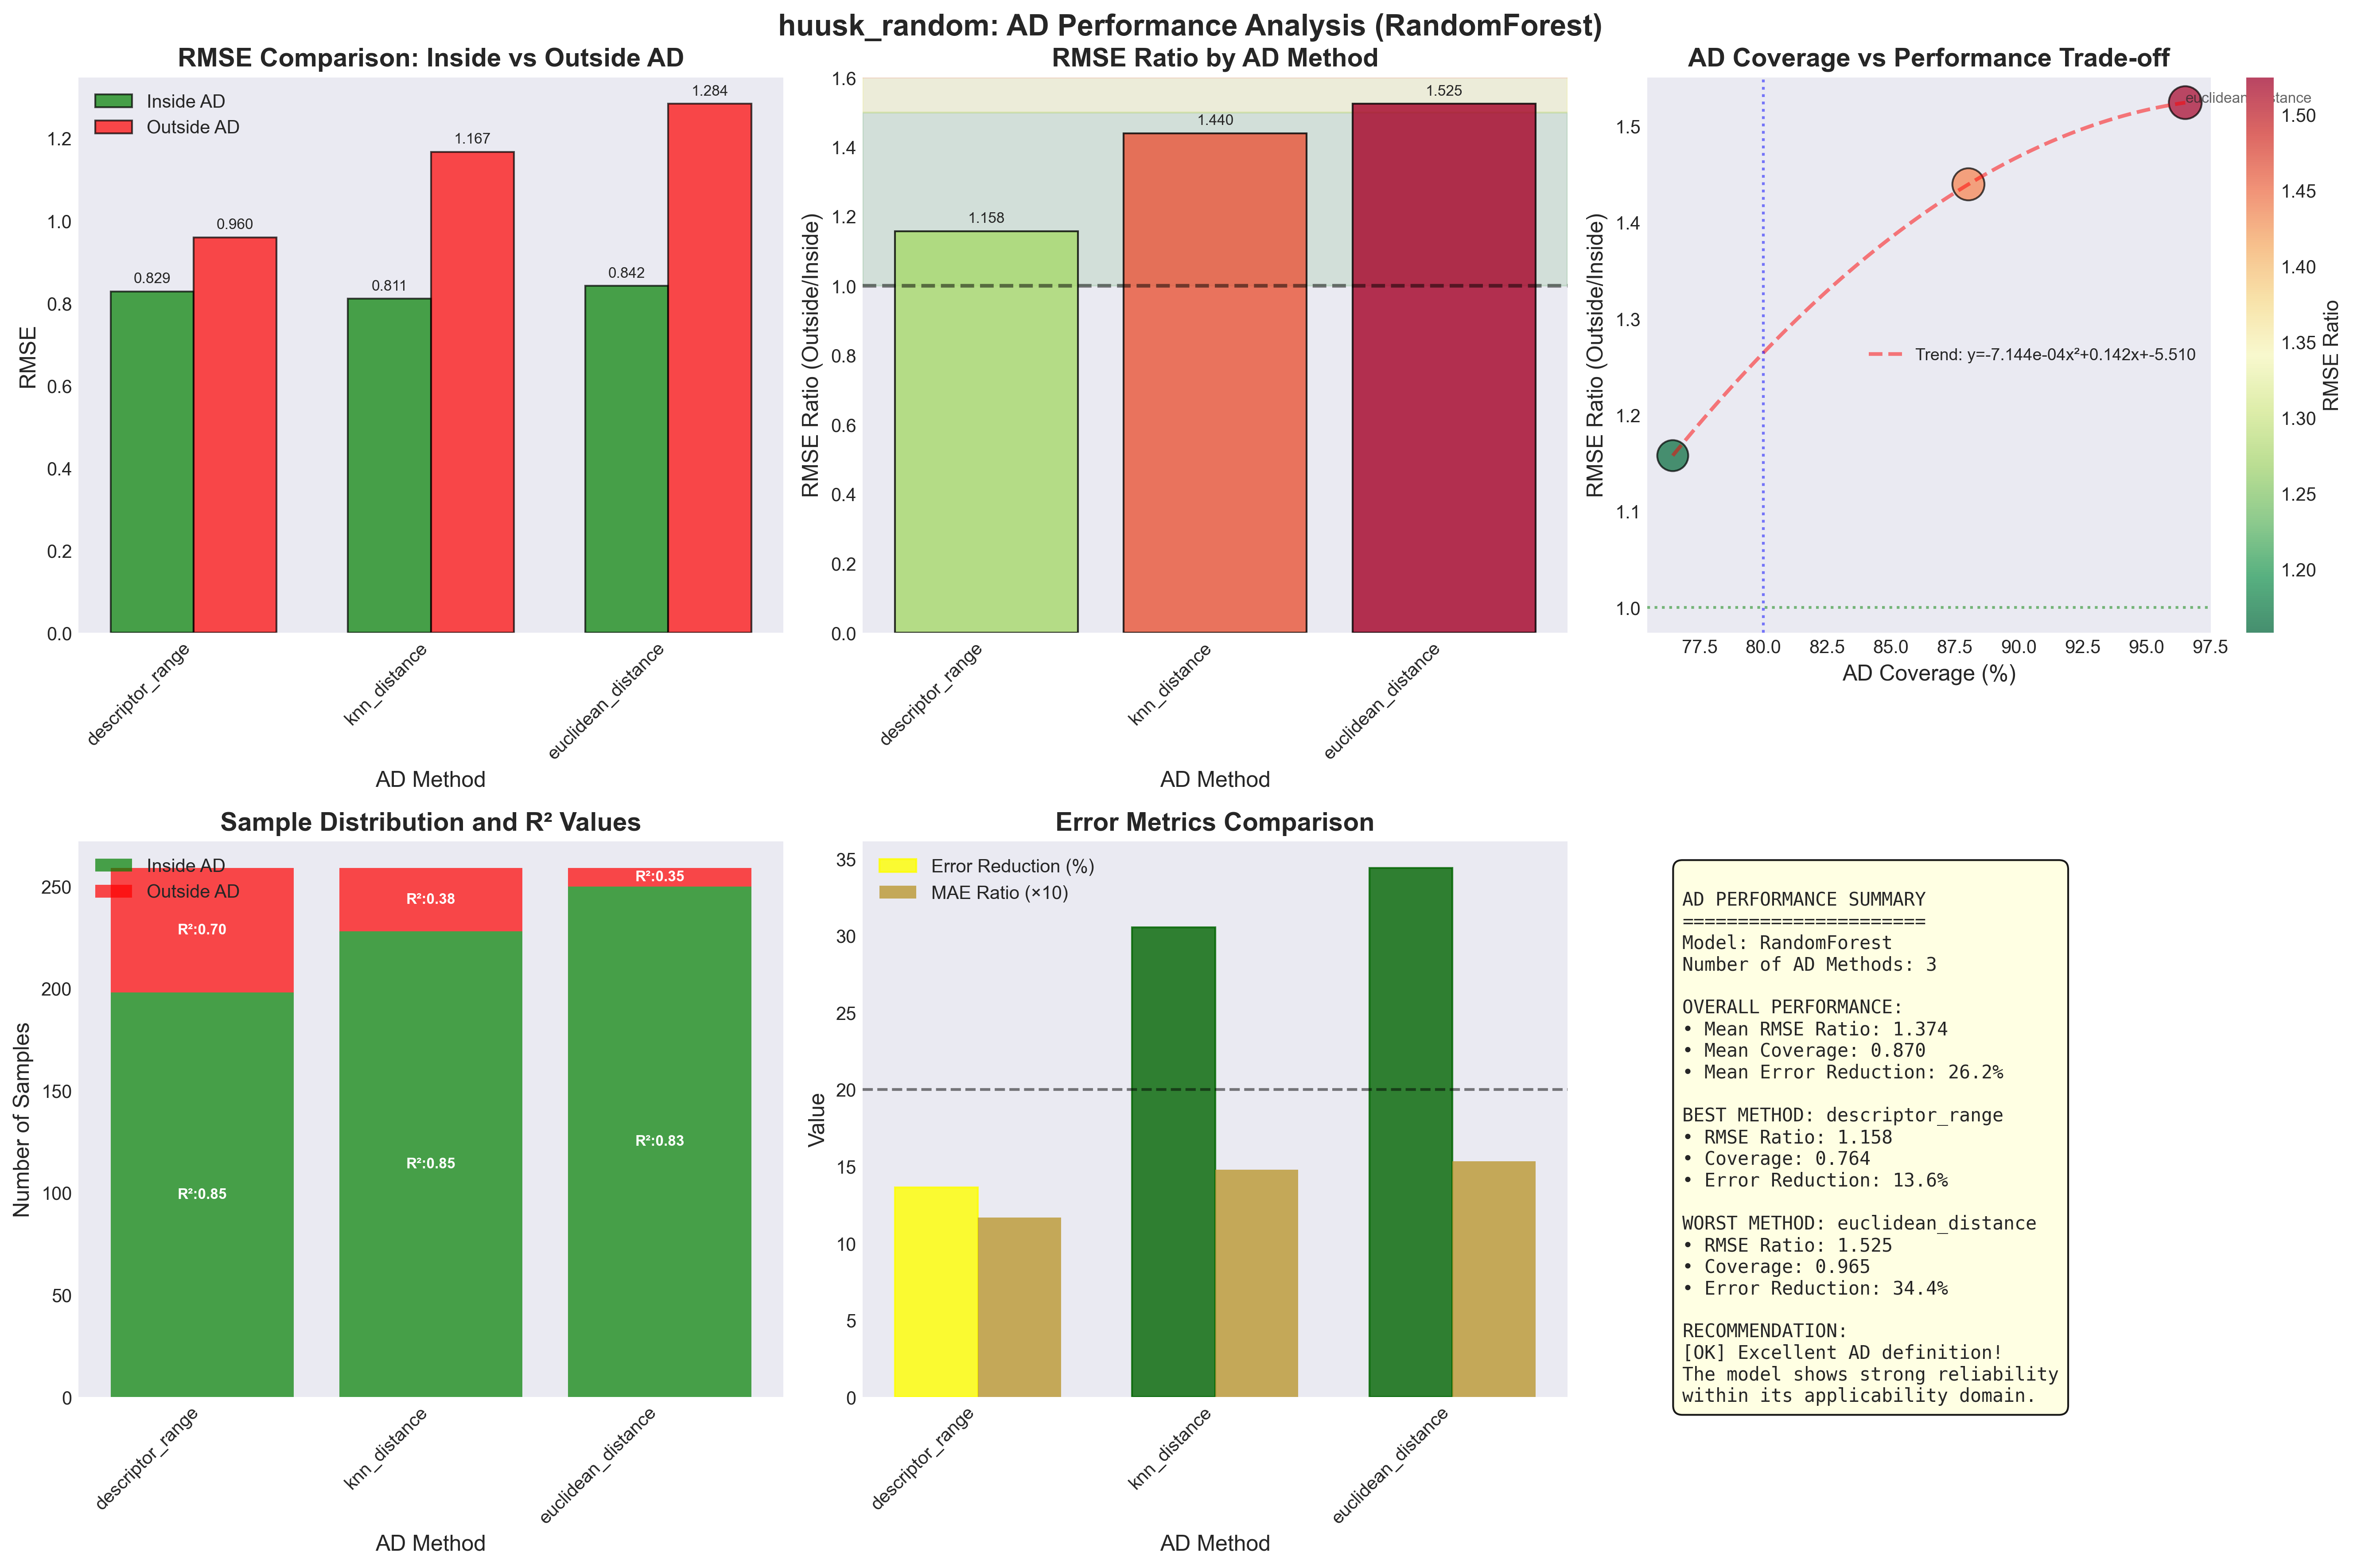 huusk_random: AD Performance Analysis (RandomForest)
RMSE Comparison: Inside vs Outside AD
Inside AD
Outside AD
RMSE
0.0
0.2
0.4
0.6
0.8
1.0
1.2
0.829
0.960
0.811
1.167
0.842
1.284
descriptor_range
knn_distance
euclidean_distance
AD Method
RMSE Ratio by AD Method
RMSE Ratio (Outside/Inside)
0.0
0.2
0.4
0.6
0.8
1.0
1.2
1.4
1.6
1.158
1.440
1.525
descriptor_range
knn_distance
euclidean_distance
AD Method
AD Coverage vs Performance Trade-off
RMSE Ratio (Outside/Inside)
1.0
1.1
1.2
1.3
1.4
1.5
Trend: y=-7.144e-04x²+0.142x+-5.510
77.5
80.0
82.5
85.0
87.5
90.0
92.5
95.0
97.5
AD Coverage (%)
1.50
1.45
1.40
1.35
1.30
1.25
1.20
RMSE Ratio
Sample Distribution and R² Values
Inside AD
Outside AD
Number of Samples
0
50
100
150
200
250
R²:0.70
R²:0.38
R²:0.35
R²:0.85
R²:0.85
R²:0.83
descriptor_range
knn_distance
euclidean_distance
AD Method
Error Metrics Comparison
Error Reduction (%)
MAE Ratio (×10)
Value
0
5
10
15
20
25
30
35
descriptor_range
knn_distance
euclidean_distance
AD Method
AD PERFORMANCE SUMMARY
======================
Model: RandomForest
Number of AD Methods: 3
OVERALL PERFORMANCE:
• Mean RMSE Ratio: 1.374
• Mean Coverage: 0.870
• Mean Error Reduction: 26.2%
BEST METHOD: descriptor_range
• RMSE Ratio: 1.158
• Coverage: 0.764
• Error Reduction: 13.6%
WORST METHOD: euclidean_distance
• RMSE Ratio: 1.525
• Coverage: 0.965
• Error Reduction: 34.4%
RECOMMENDATION:
[OK] Excellent AD definition!
The model shows strong reliability
within its applicability domain.